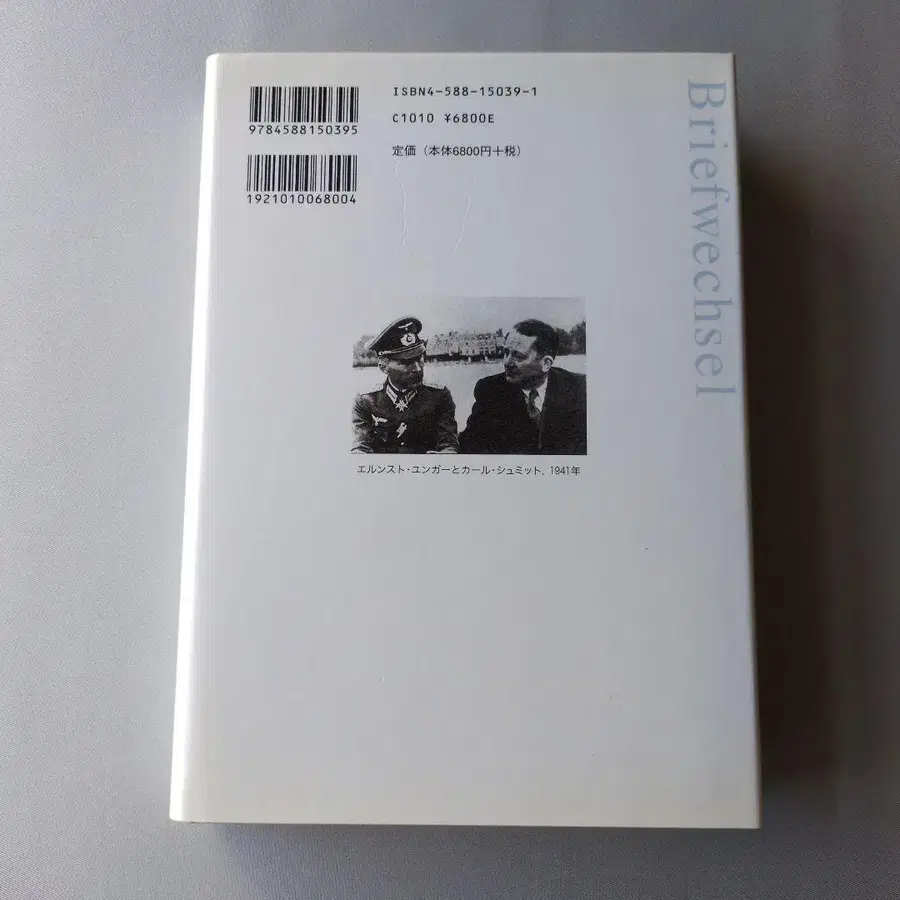 9784588150395
1921010068004
ISBN4-588-15039-1
C1010 ¥6800E
定価（本体6800円＋税）
Briefwechsel
エルンスト・ユンガーとカール・シュミット、1941年